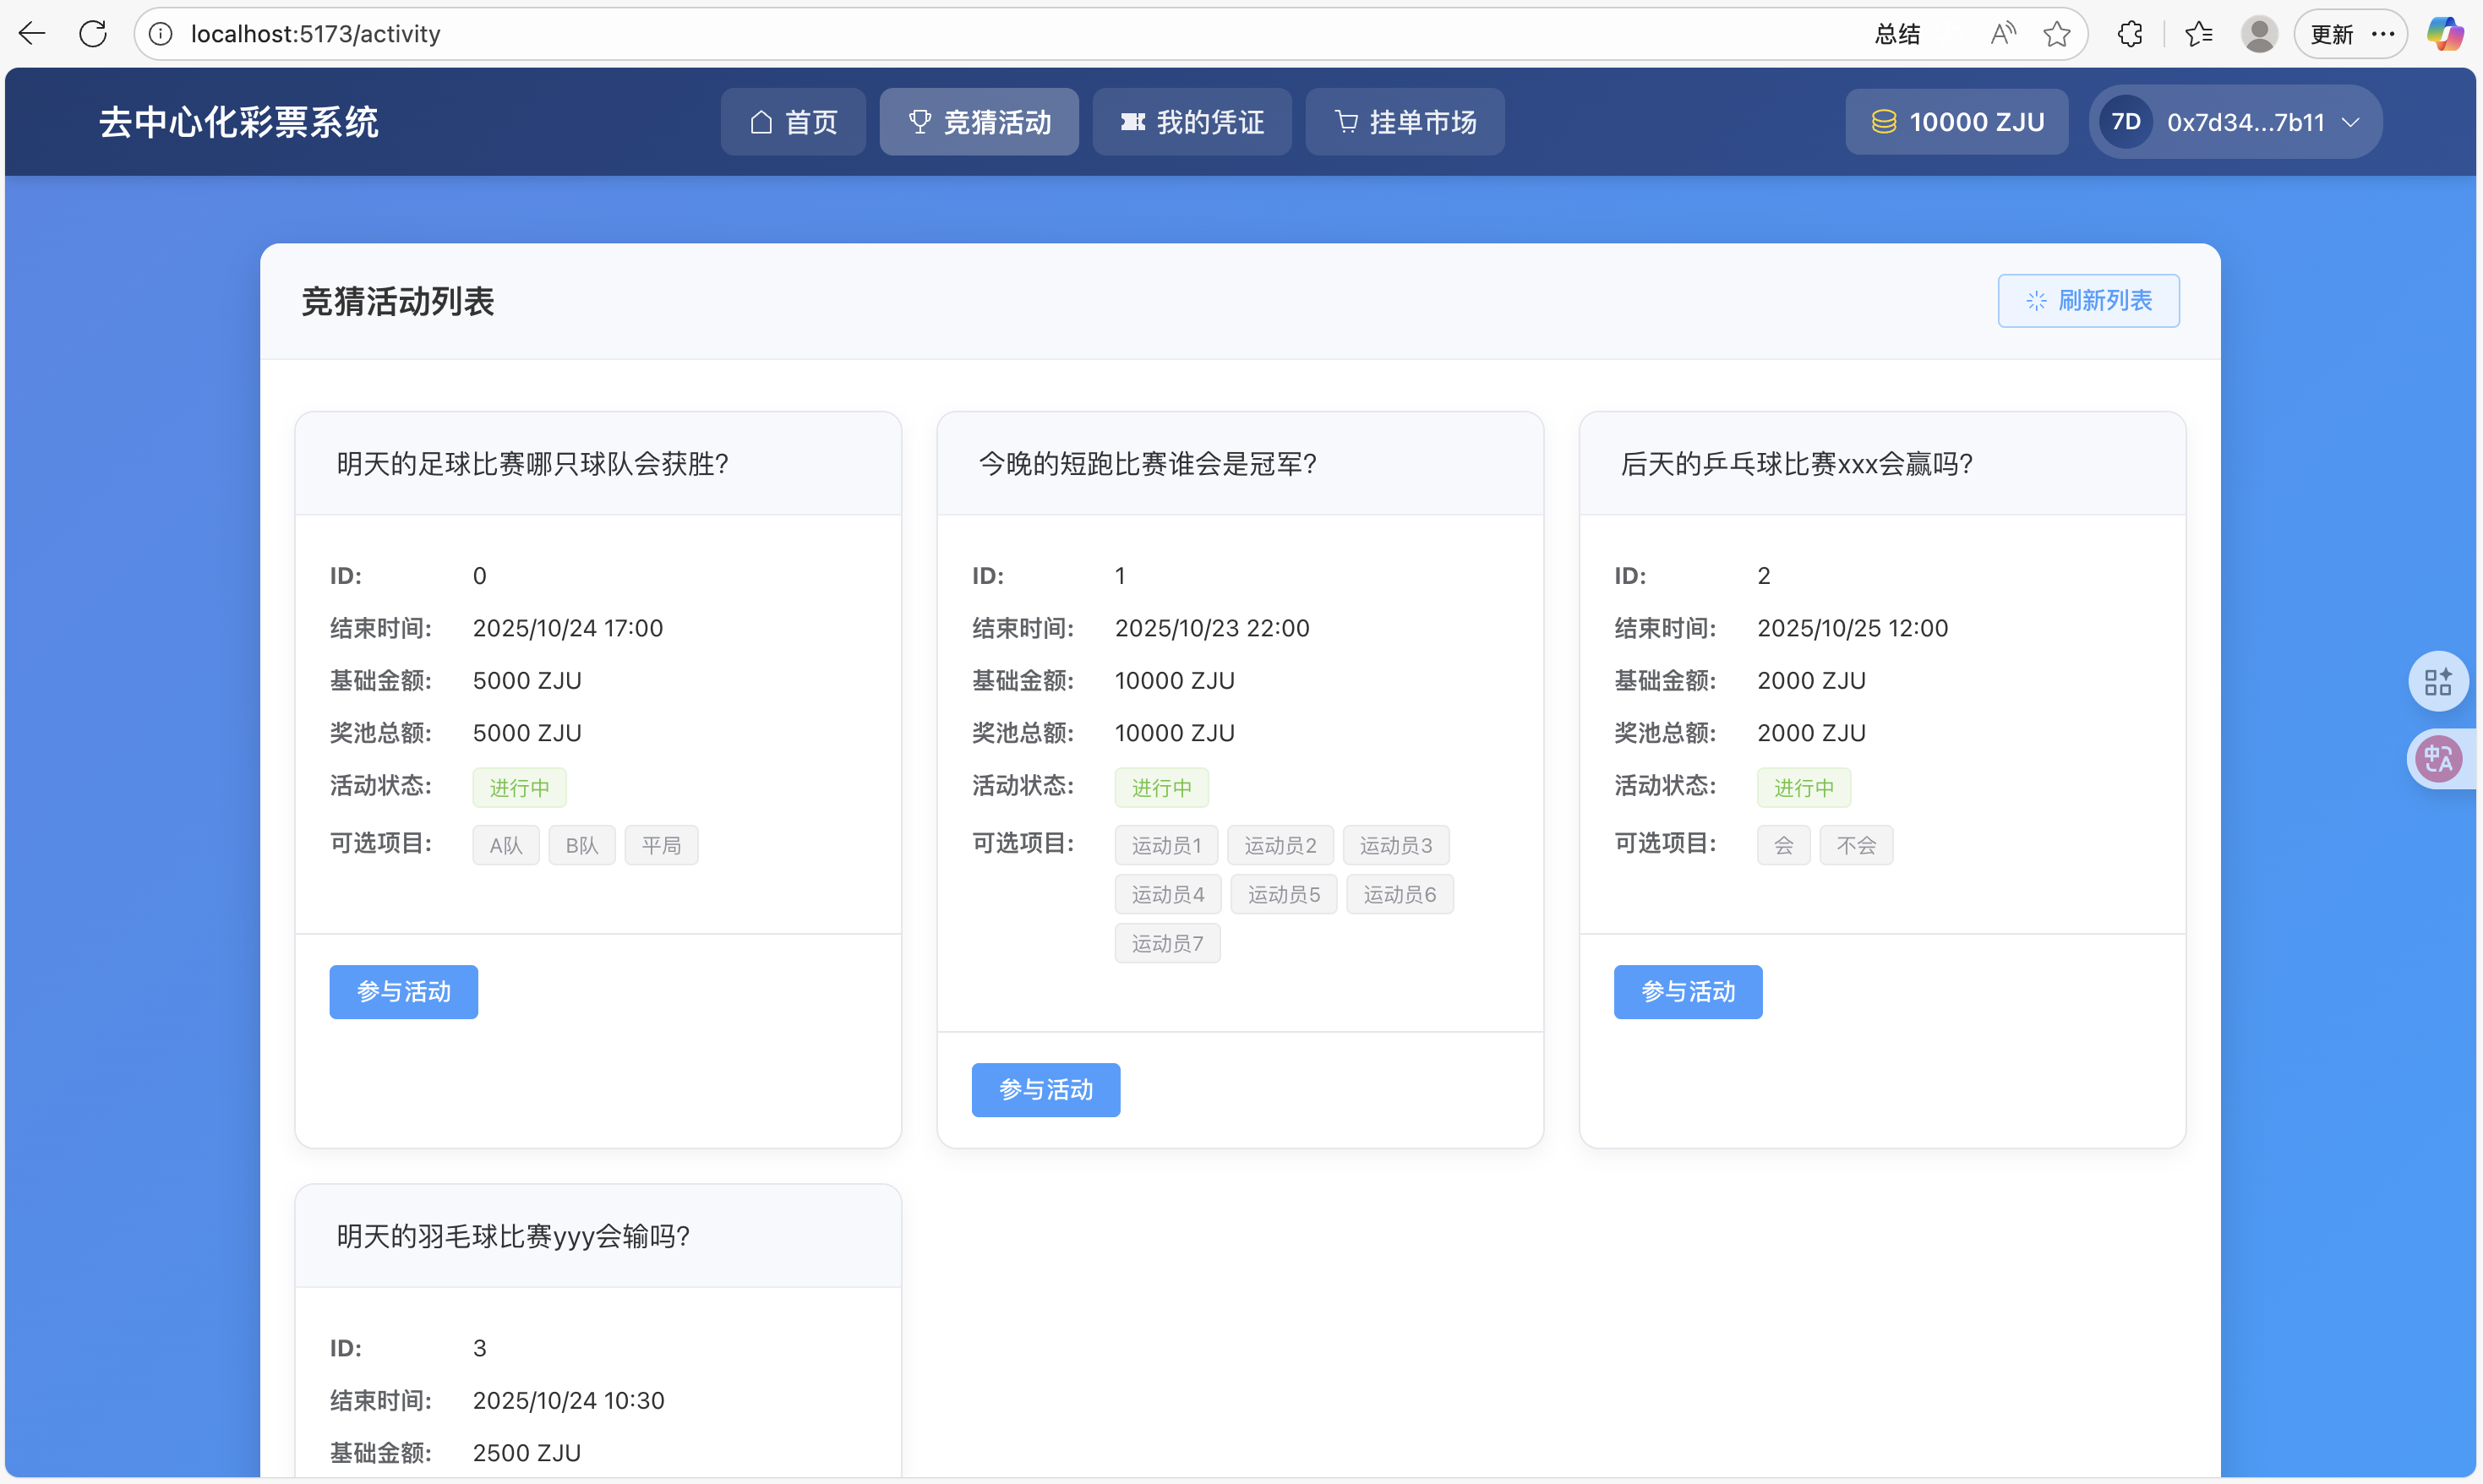 localhost:5173/activity 总结 更新
去中心化彩票系统 首页 竞猜活动 我的凭证 挂单市场 10000 ZJU 7D 0x7d34...7b11
竞猜活动列表 刷新列表
明天的足球比赛哪只球队会获胜?
ID: 0
结束时间: 2025/10/24 17:00
基础金额: 5000 ZJU
奖池总额: 5000 ZJU
活动状态: 进行中
可选项目: A队 B队 平局
参与活动
今晚的短跑比赛谁会是冠军?
ID: 1
结束时间: 2025/10/23 22:00
基础金额: 10000 ZJU
奖池总额: 10000 ZJU
活动状态: 进行中
可选项目: 运动员1 运动员2 运动员3
运动员4 运动员5 运动员6
运动员7
参与活动
后天的乒乓球比赛xxx会赢吗?
ID: 2
结束时间: 2025/10/25 12:00
基础金额: 2000 ZJU
奖池总额: 2000 ZJU
活动状态: 进行中
可选项目: 会 不会
参与活动
明天的羽毛球比赛yyy会输吗?
ID: 3
结束时间: 2025/10/24 10:30
基础金额: 2500 ZJU